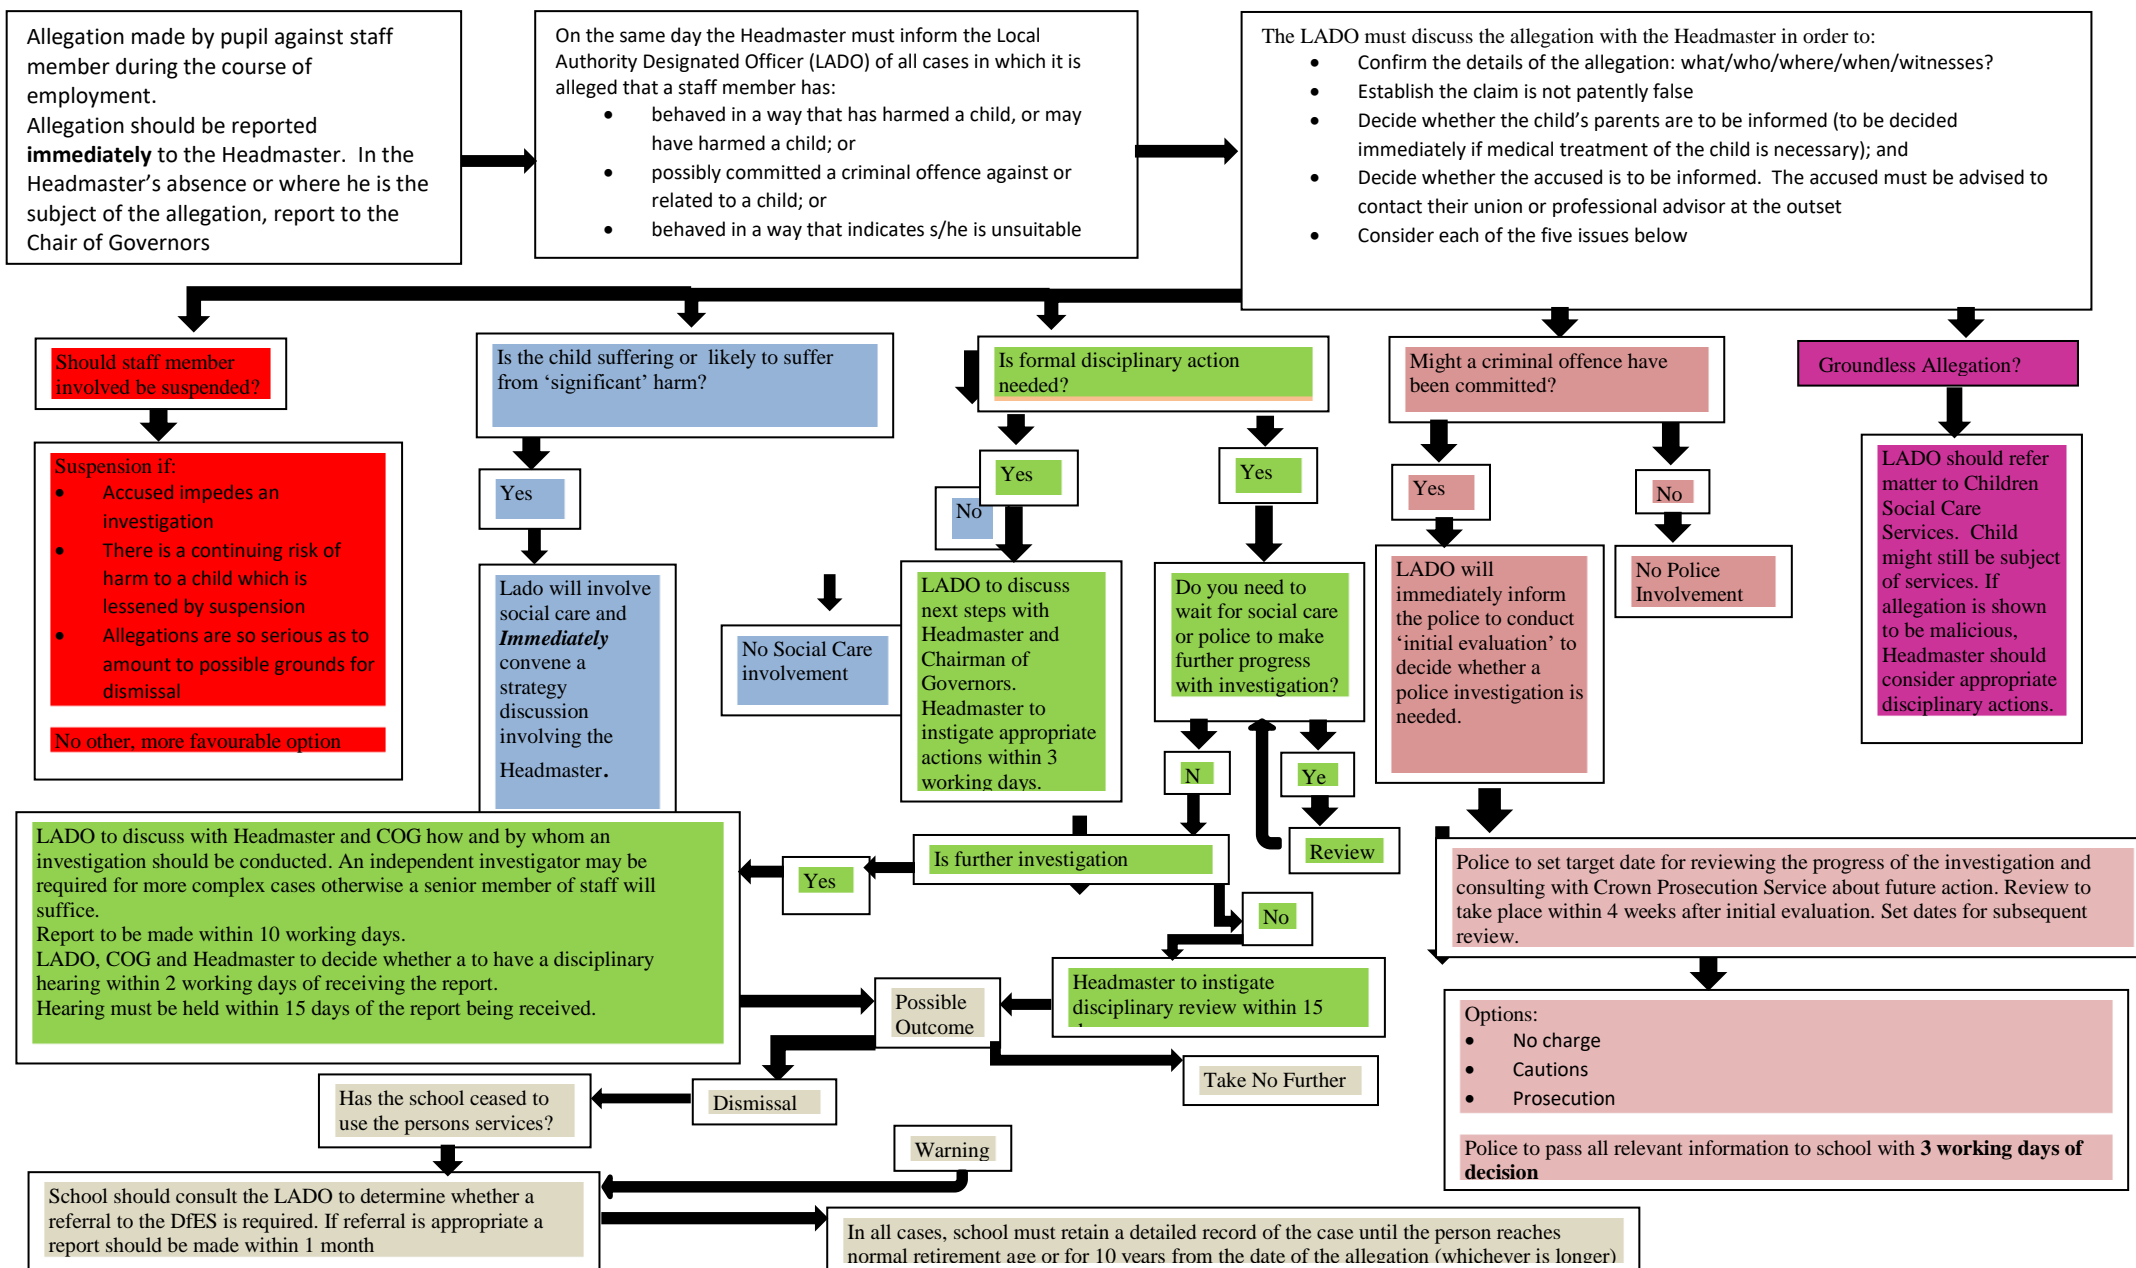 Allegation made by pupil against staff
member during the course of
employment.
Allegation should be reported
immediately to the Headmaster.  In the
Headmaster's absence or where he is the
subject of the allegation, report to the
Chair of Governors
On the same day the Headmaster must inform the Local
Authority Designated Officer (LADO) of all cases in which it is
alleged that a staff member has:
• behaved in a way that has harmed a child, or may
have harmed a child; or
• possibly committed a criminal offence against or
related to a child; or
• behaved in a way that indicates s/he is unsuitable
The LADO must discuss the allegation with the Headmaster in order to:
• Confirm the details of the allegation: what/who/where/when/witnesses?
• Establish the claim is not patently false
• Decide whether the child's parents are to be informed (to be decided
immediately if medical treatment of the child is necessary); and
• Decide whether the accused is to be informed.  The accused must be advised to
contact their union or professional advisor at the outset
• Consider each of the five issues below
Should staff member
involved be suspended?
Suspension if:
• Accused impedes an
investigation
• There is a continuing risk of
harm to a child which is
lessened by suspension
• Allegations are so serious as to
amount to possible grounds for
dismissal
No other, more favourable option
Is the child suffering or  likely to suffer
from 'significant' harm?
Yes
Lado will involve
social care and
Immediately
convene a
strategy
discussion
involving the
Headmaster.
No
No Social Care
involvement
Is formal disciplinary action
needed?
Yes
LADO to discuss
next steps with
Headmaster and
Chairman of
Governors.
Headmaster to
instigate appropriate
actions within 3
working days.
Yes
Do you need to
wait for social care
or police to make
further progress
with investigation?
N
Ye
Review
Might a criminal offence have
been committed?
Yes
No
LADO will
immediately inform
the police to conduct
'initial evaluation' to
decide whether a
police investigation is
needed.
No Police
Involvement
Groundless Allegation?
LADO should refer
matter to Children
Social Care
Services.  Child
might still be subject
of services. If
allegation is shown
to be malicious,
Headmaster should
consider appropriate
disciplinary actions.
LADO to discuss with Headmaster and COG how and by whom an
investigation should be conducted. An independent investigator may be
required for more complex cases otherwise a senior member of staff will
suffice.
Report to be made within 10 working days.
LADO, COG and Headmaster to decide whether a to have a disciplinary
hearing within 2 working days of receiving the report.
Hearing must be held within 15 days of the report being received.
Yes
Is further investigation
No
Headmaster to instigate
disciplinary review within 15
Possible
Outcome
Take No Further
Dismissal
Has the school ceased to
use the persons services?
Warning
School should consult the LADO to determine whether a
referral to the DfES is required. If referral is appropriate a
report should be made within 1 month
In all cases, school must retain a detailed record of the case until the person reaches
normal retirement age or for 10 years from the date of the allegation (whichever is longer)
Police to set target date for reviewing the progress of the investigation and
consulting with Crown Prosecution Service about future action. Review to
take place within 4 weeks after initial evaluation. Set dates for subsequent
review.
Options:
• No charge
• Cautions
• Prosecution
Police to pass all relevant information to school with 3 working days of
decision